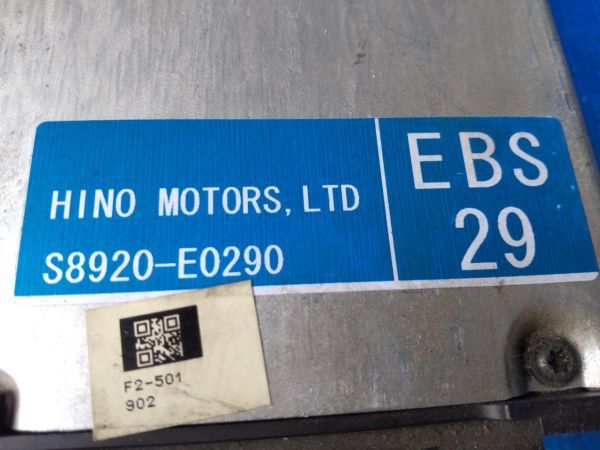 HINO MOTORS,LTD
S8920-E0290
EBS
29
F2-501
902